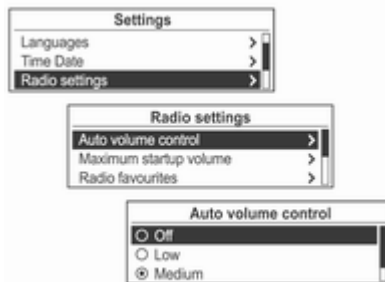 Settings
Languages
Time Date
Radio settings
Radio settings
Auto volume control
Maximum startup volume
Radio favourites
Auto volume control
Off
Low
Medium